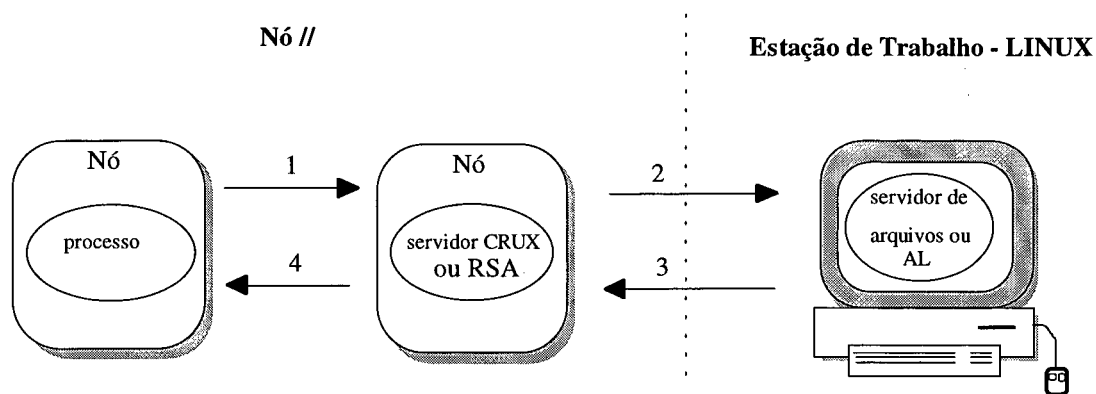 Nó //
Estação de Trabalho - LINUX
Nó
processo
1
4
Nó
servidor CRUX
ou RSA
2
3
servidor de
arquivos ou
AL